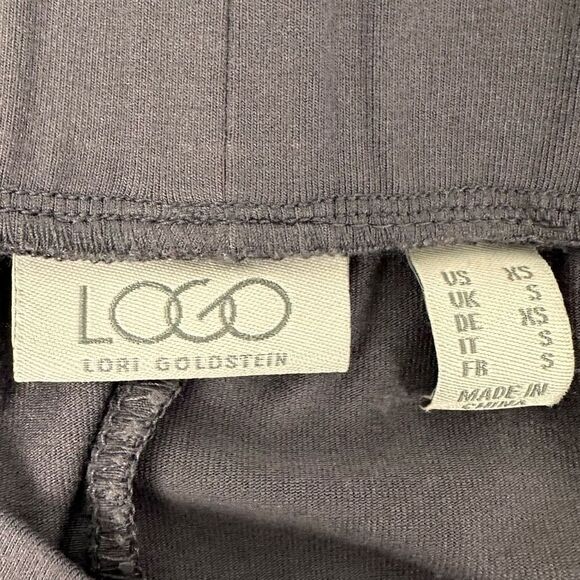 LOGO
LORI GOLDSTEIN
US XS
UK S
DE XS
IT S
FR S
MADE IN
CHINA